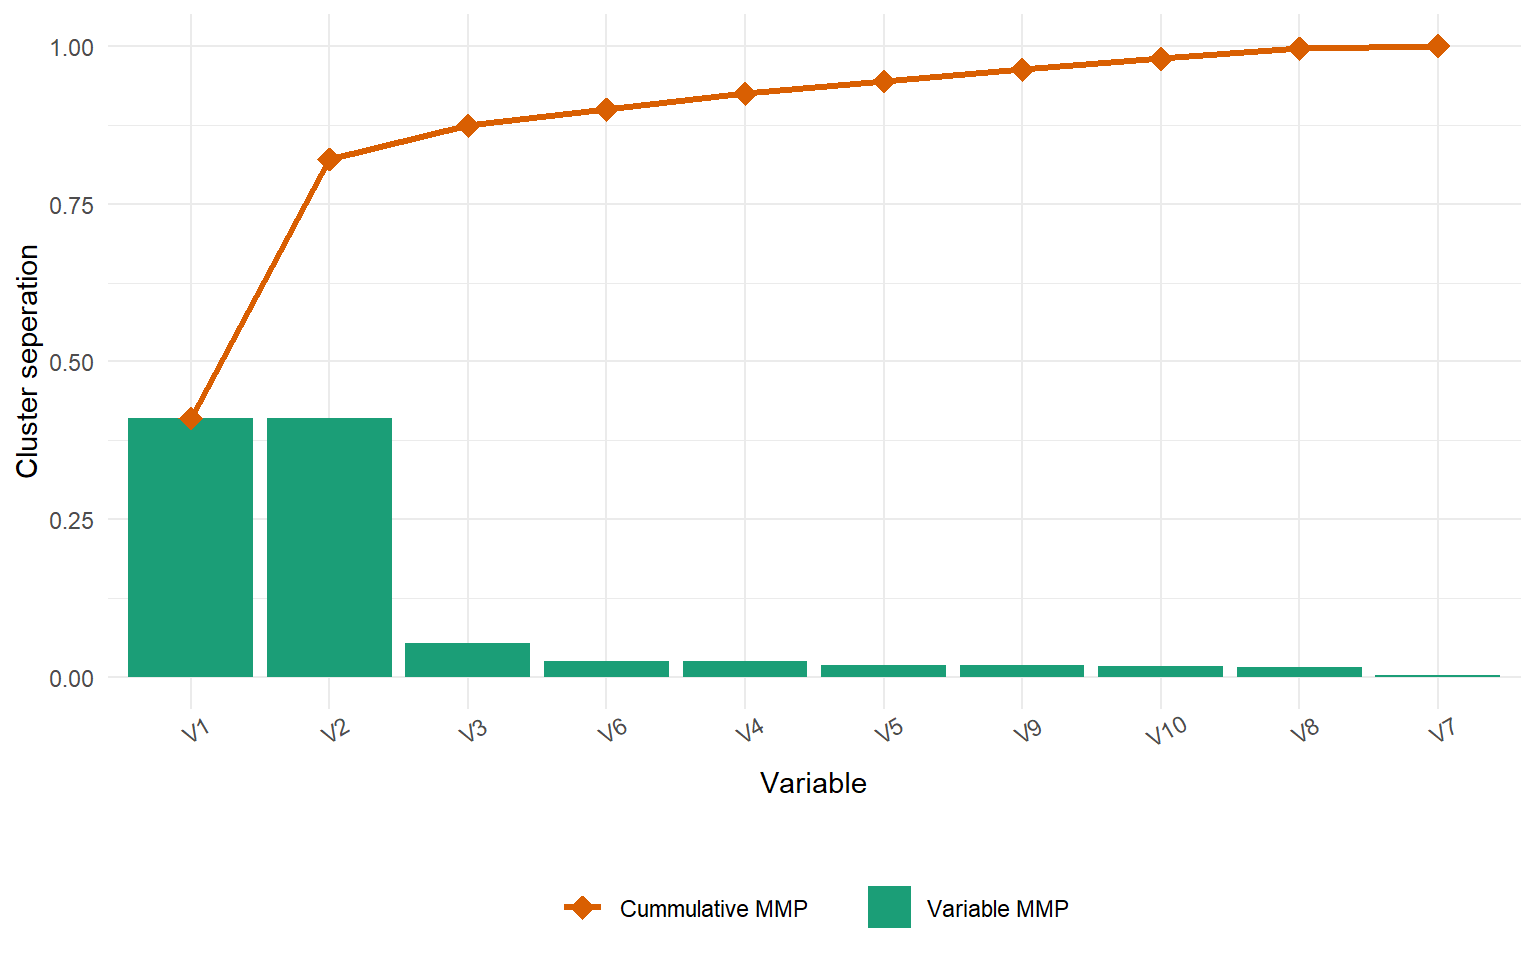 1.00
0.75
0.50
0.25
0.00
Cluster seperation
V1 V2 V3 V6 V4 V5 V9 V10 V8 V7
Variable
Cummulative MMP Variable MMP